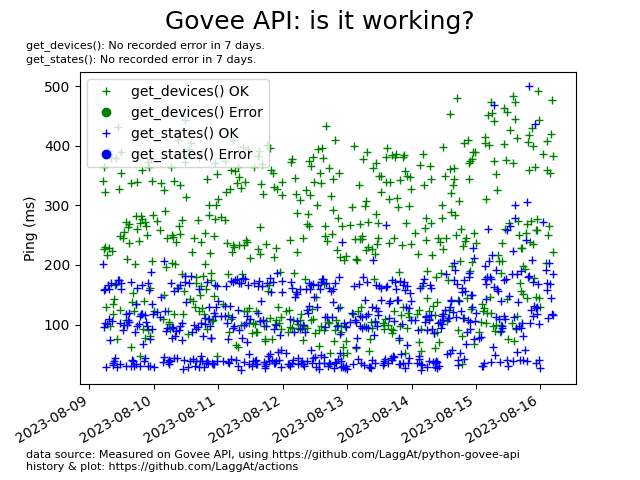 Govee API: is it working?
get_devices(): No recorded error in 7 days.
get_states(): No recorded error in 7 days.
get_devices() OK
get_devices() Error
get_states() OK
get_states() Error
Ping (ms)
500
400
300
200
100
2023-08-09
2023-08-10
2023-08-11
2023-08-12
2023-08-13
2023-08-14
2023-08-15
2023-08-16
data source: Measured on Govee API, using https://github.com/LaggAt/python-govee-api
history & plot: https://github.com/LaggAt/actions